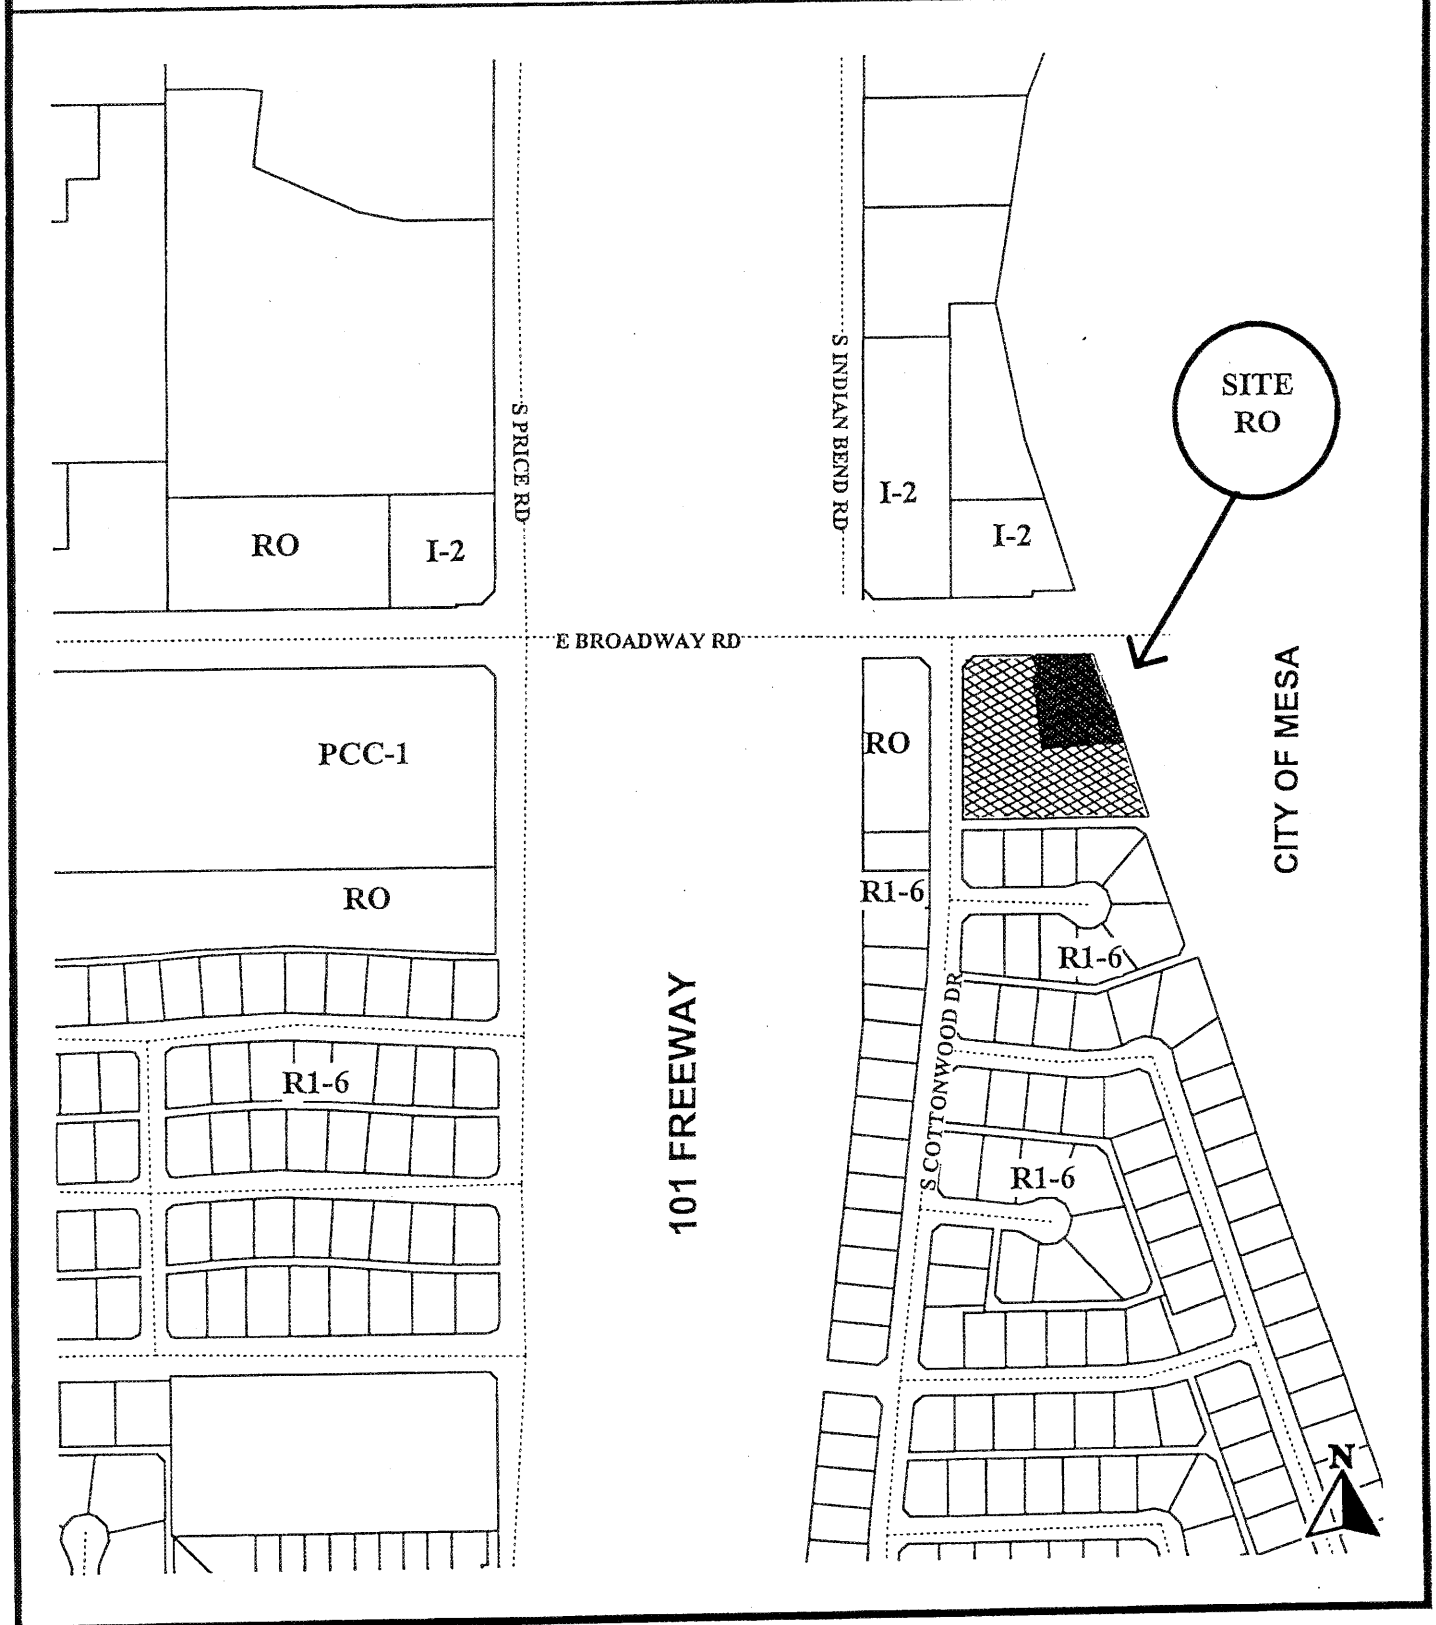 SITE
RO
S PRICE RD
S INDIAN BEND RD
I-2
I-2
RO
I-2
E BROADWAY RD
CITY OF MESA
PCC-1
RO
RO
R1-6
R1-6
S COTTONWOOD DR
101 FREEWAY
R1-6
R1-6
N